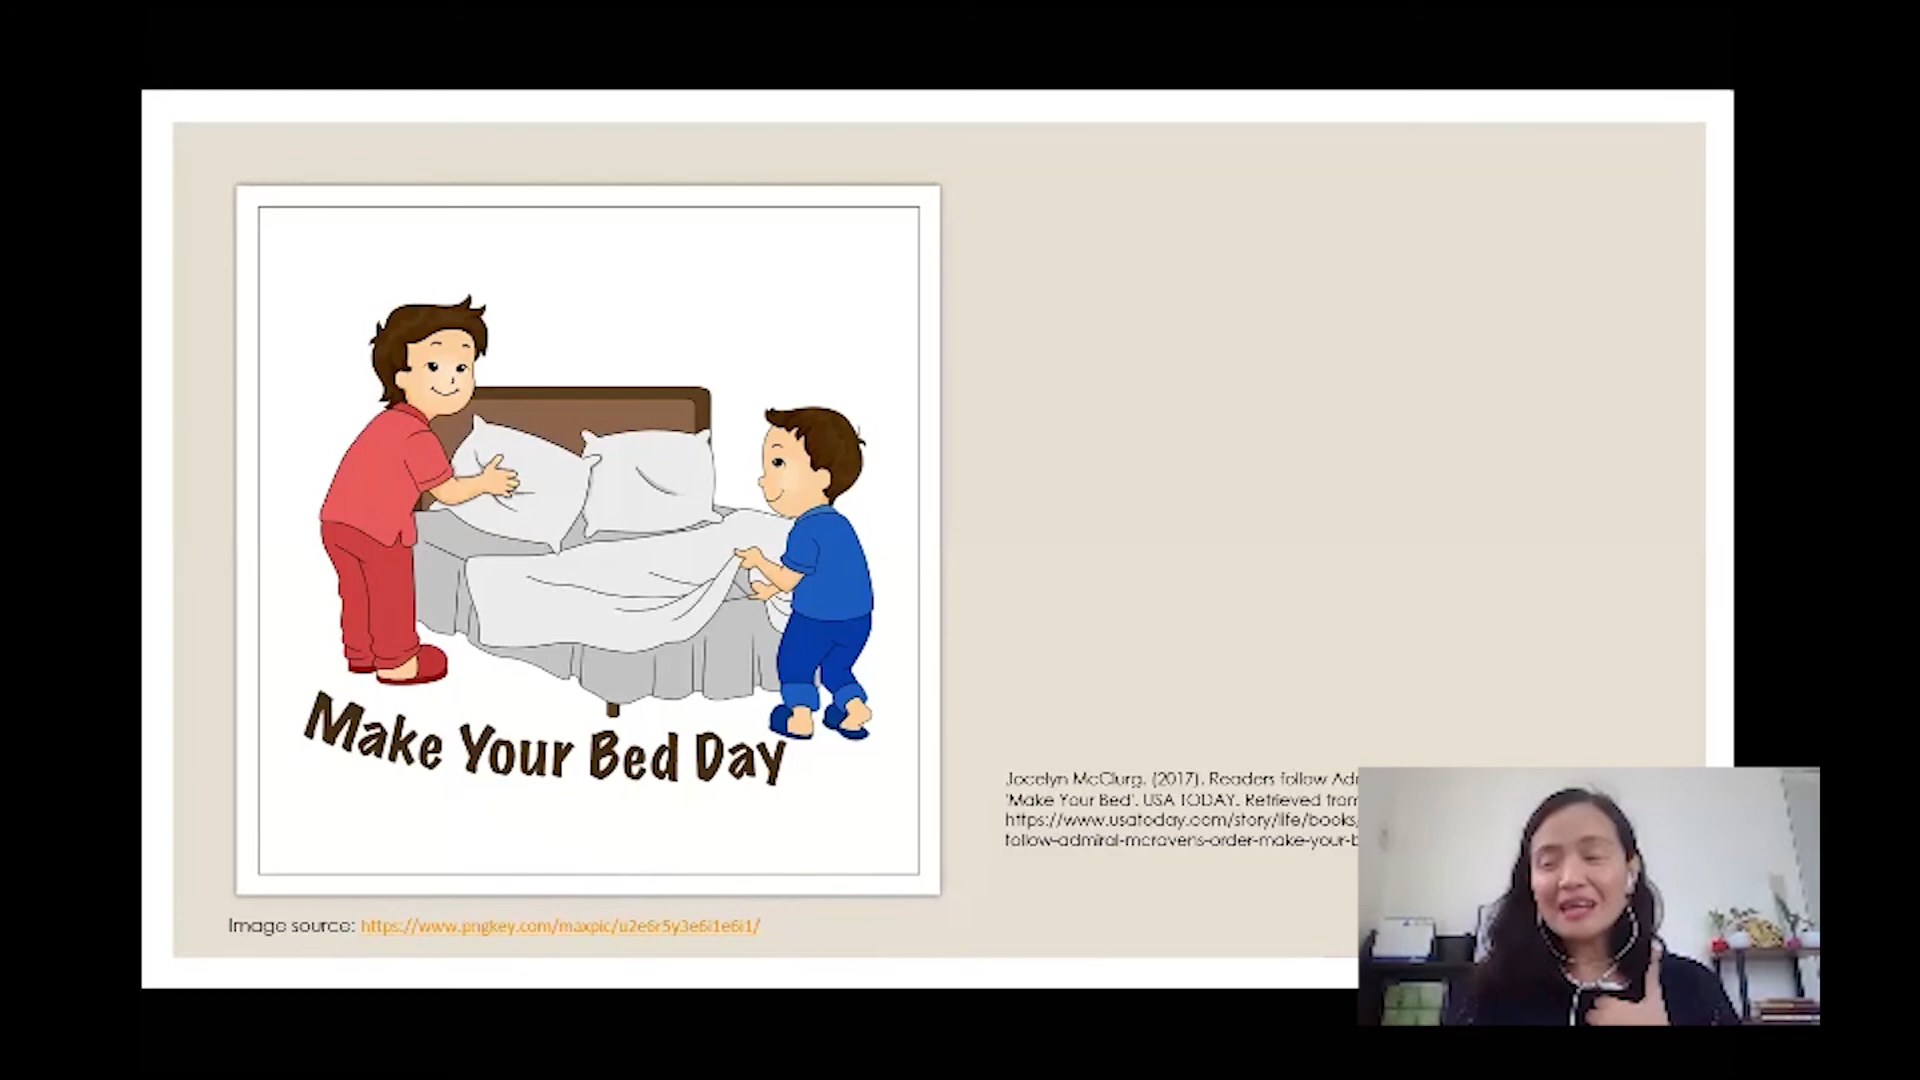 Make Your Bed Day
Jocelyn McClurg. (2017). Readers follow
'Make Your Bed'. USA TODAY. Retrieved from
https://www.usatoday.com/story/life/books/
follow-admiral-mcravens-order-make-your-b
Image source: https://www.pngkey.com/maxpic/u2e6r5y3e6i1e6i1/